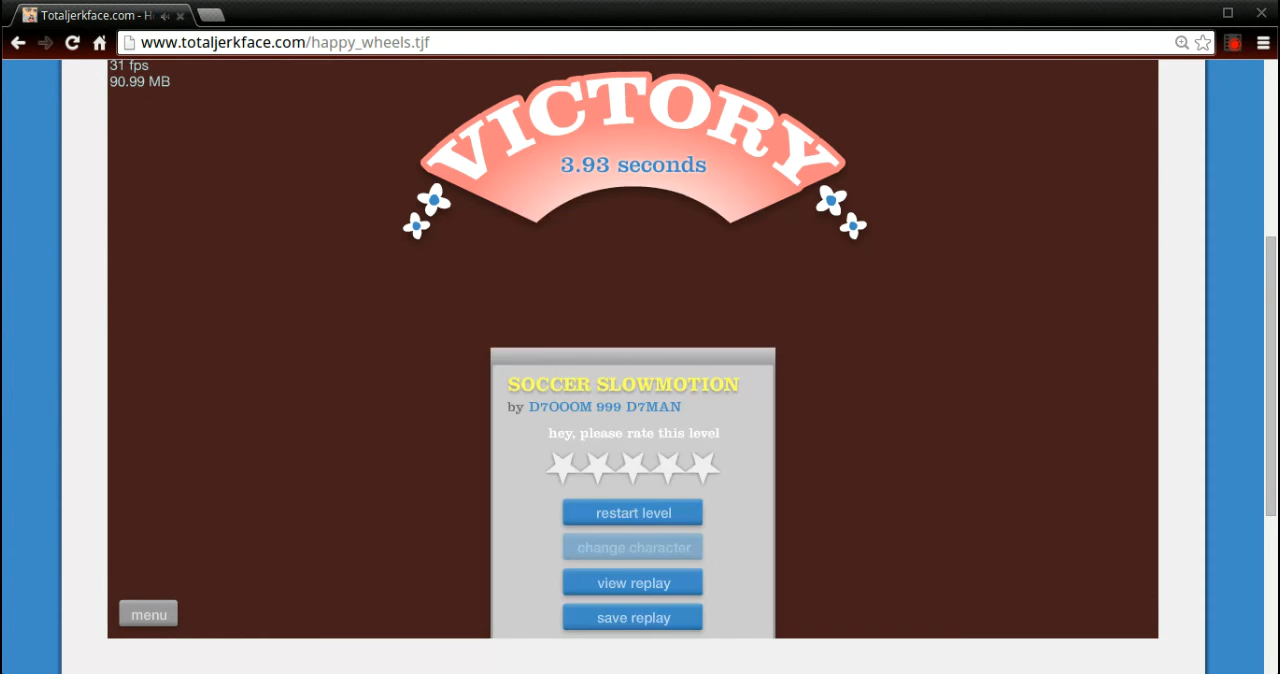 Totaljerkface.com - H
www.totaljerkface.com/happy_wheels.tjf
31 fps
90.99 MB
VICTORY
3.93 seconds
SOCCER SLOWMOTION
by D7OOOM 999 D7MAN
hey, please rate this level
restart level
change character
view replay
save replay
menu